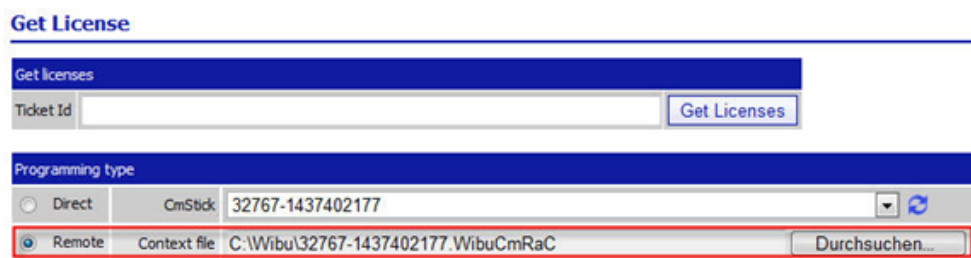 Get License
Get licenses
Ticket Id Get Licenses
Programming type
Direct CmStick 32767-1437402177
Remote Context file C:\Wibu\32767-1437402177.WibuCmRaC Durchsuchen...